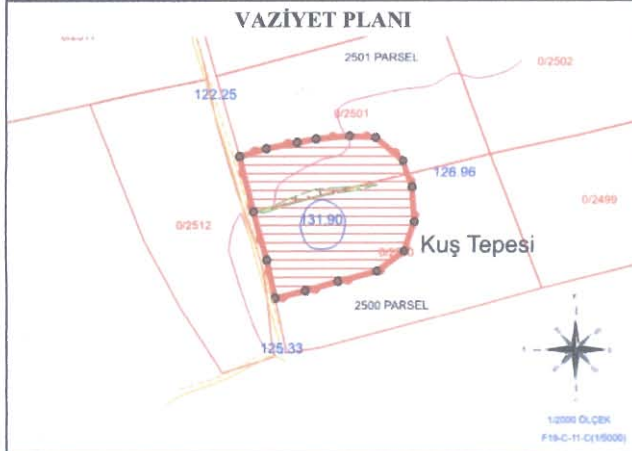 VAZİYET PLANI
2501 PARSEL
0/2502
122.25
0/2501
126.96
0/2499
0/2512
131.90
Kuş Tepesi
2500 PARSEL
125.33
1/2000 ÖLÇEK
F19-C-11-C(1/5000)